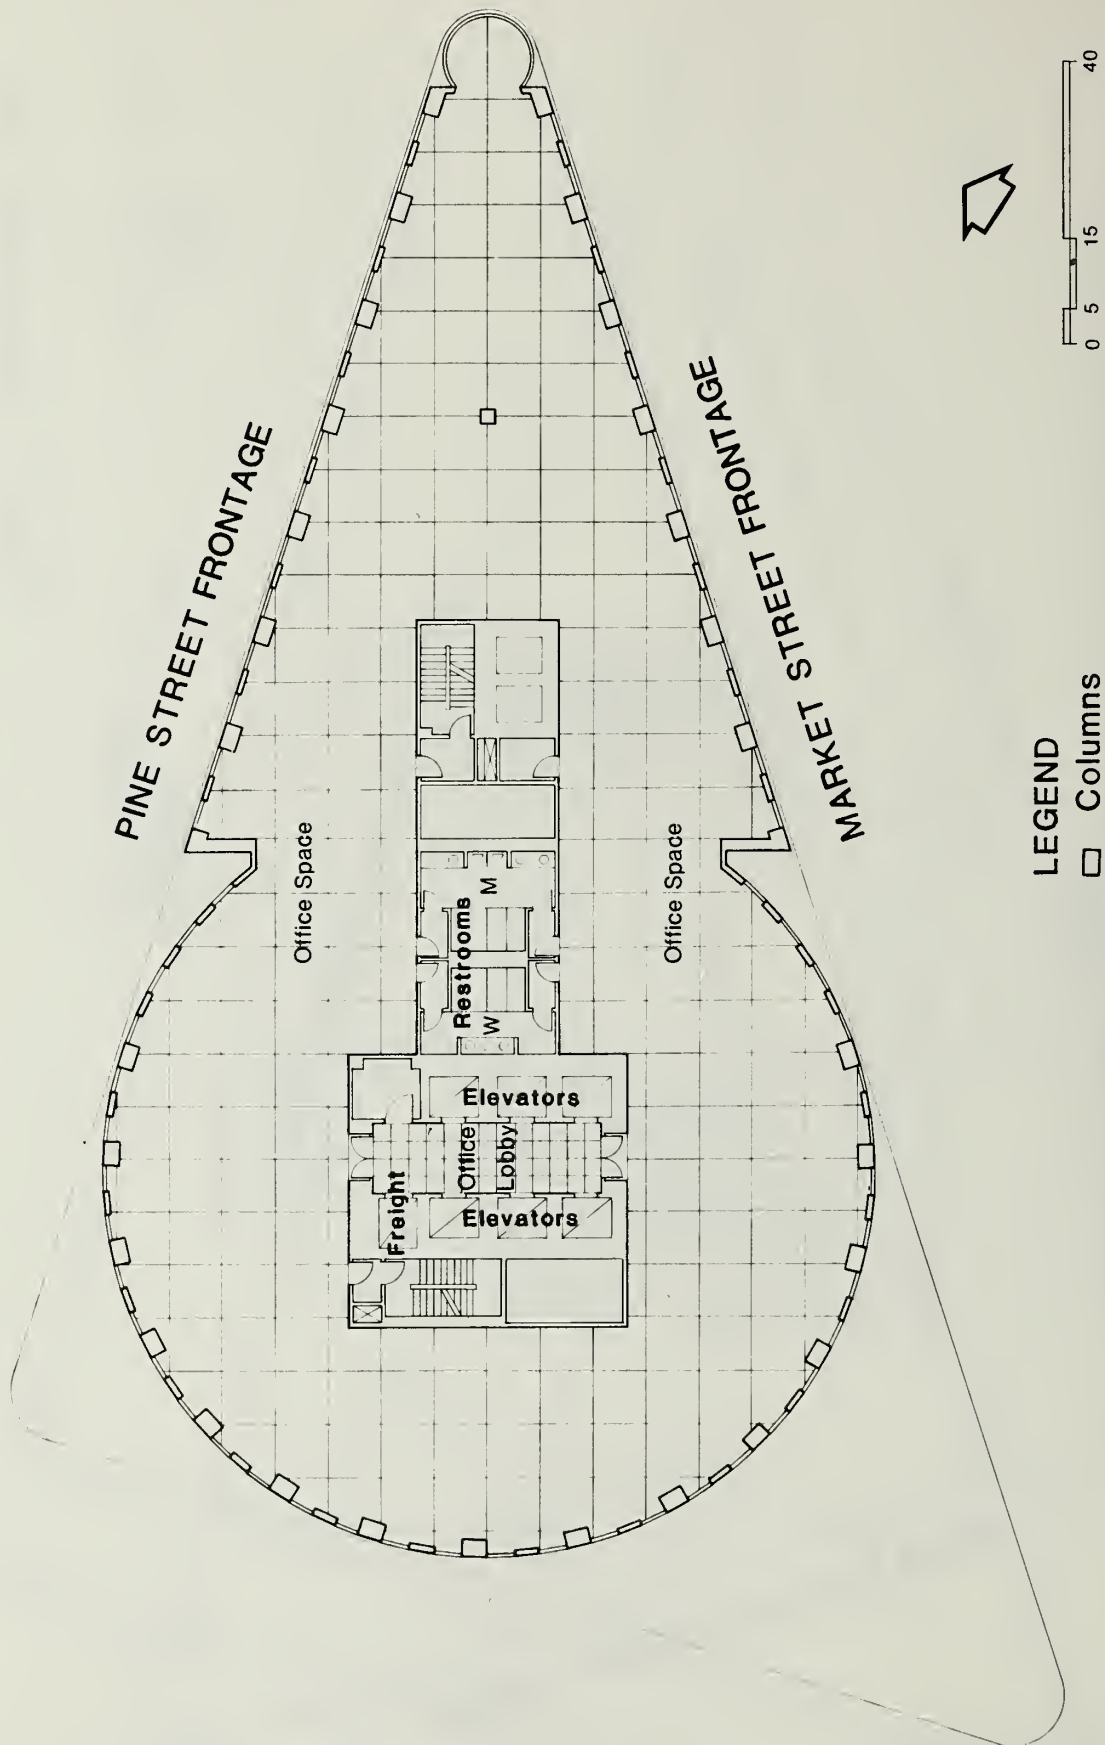 PINE STREET FRONTAGE
MARKET STREET FRONTAGE
Office Space
Office Space
Restrooms
M
W
Elevators
Office
Lobby
Freight
Elevators
0 5 15 40
LEGEND
Columns